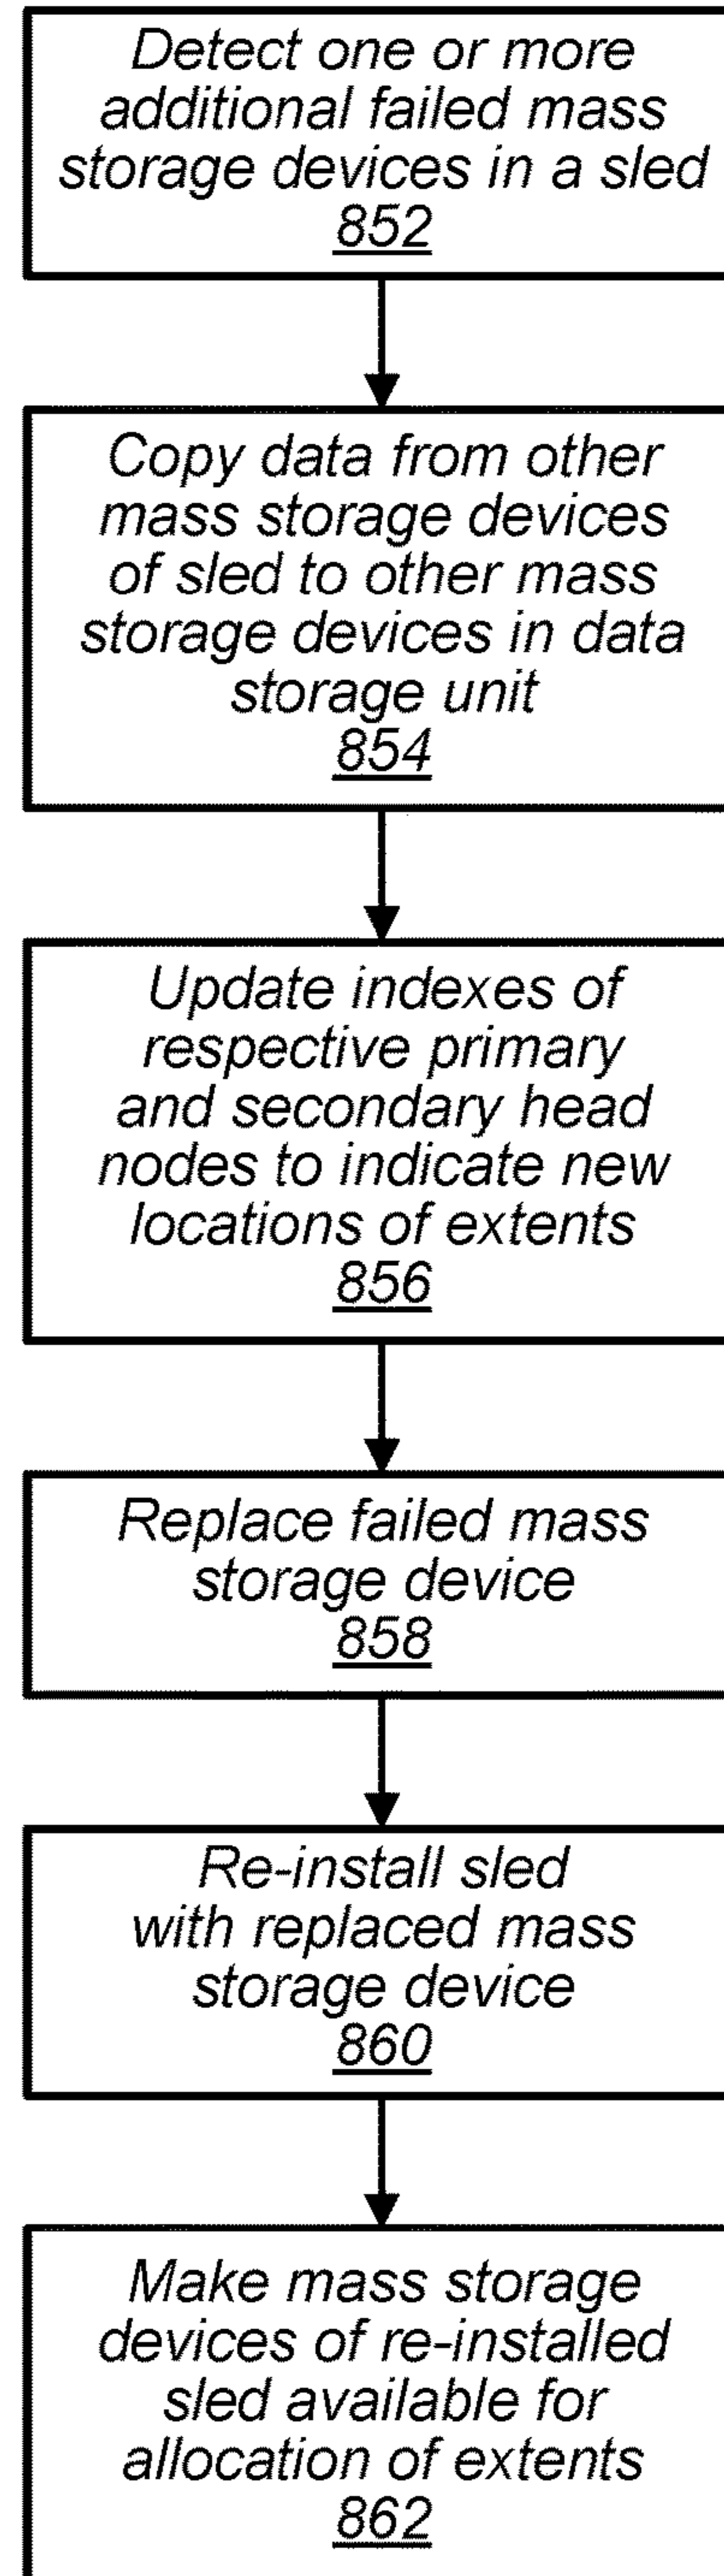 Detect one or more
additional failed mass
storage devices in a sled
852
Copy data from other
mass storage devices
of sled to other mass
storage devices in data
storage unit
854
Update indexes of
respective primary
and secondary head
nodes to indicate new
locations of extents
856
Replace failed mass
storage device
858
Re-install sled
with replaced mass
storage device
860
Make mass storage
devices of re-installed
sled available for
allocation of extents
862